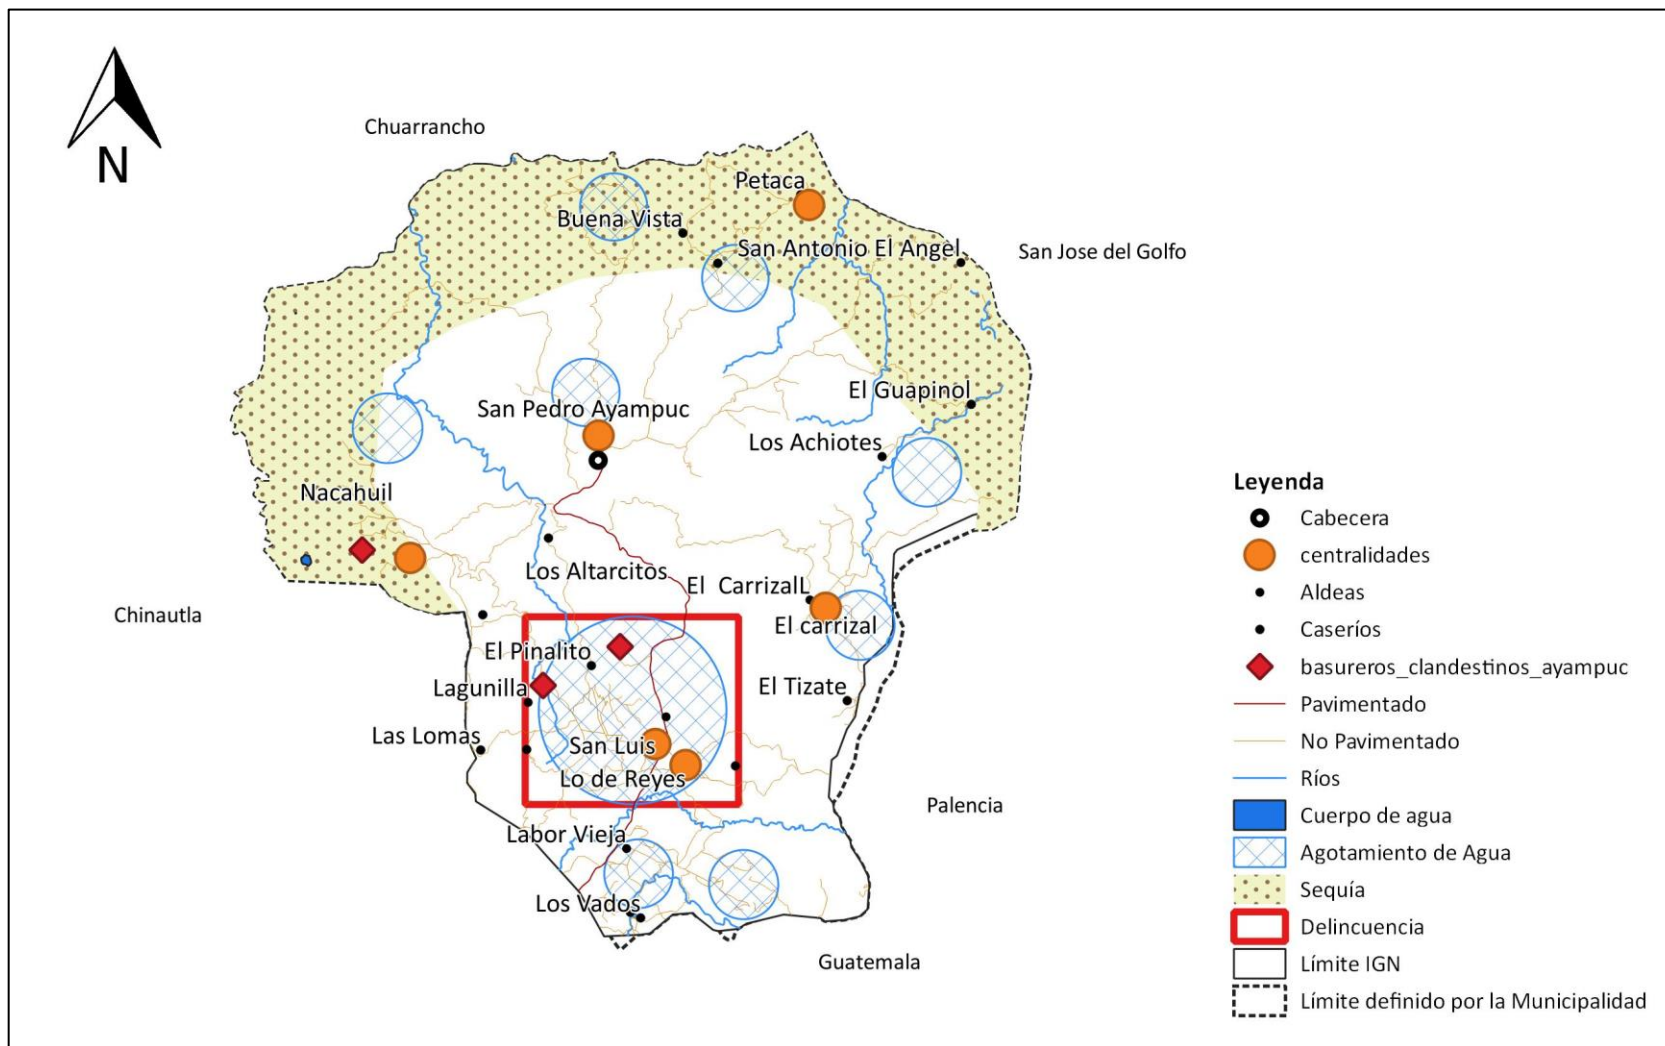 Chuarrancho
N
Petaca
Buena Vista
San Antonio El Angel
San Jose del Golfo
El Guapinol
San Pedro Ayampuc
Los Achiotes
Nacahuil
Los Altarcitos
El CarrizalL
Chinautla
El carrizal
El Pinalito
Lagunilla
El Tizate
Las Lomas
San Luis
Lo de Reyes
Palencia
Labor Vieja
Los Vados
Guatemala
Leyenda
Cabecera
centralidades
Aldeas
Caseríos
basureros_clandestinos_ayampuc
Pavimentado
No Pavimentado
Ríos
Cuerpo de agua
Agotamiento de Agua
Sequía
Delincuencia
Límite IGN
Límite definido por la Municipalidad